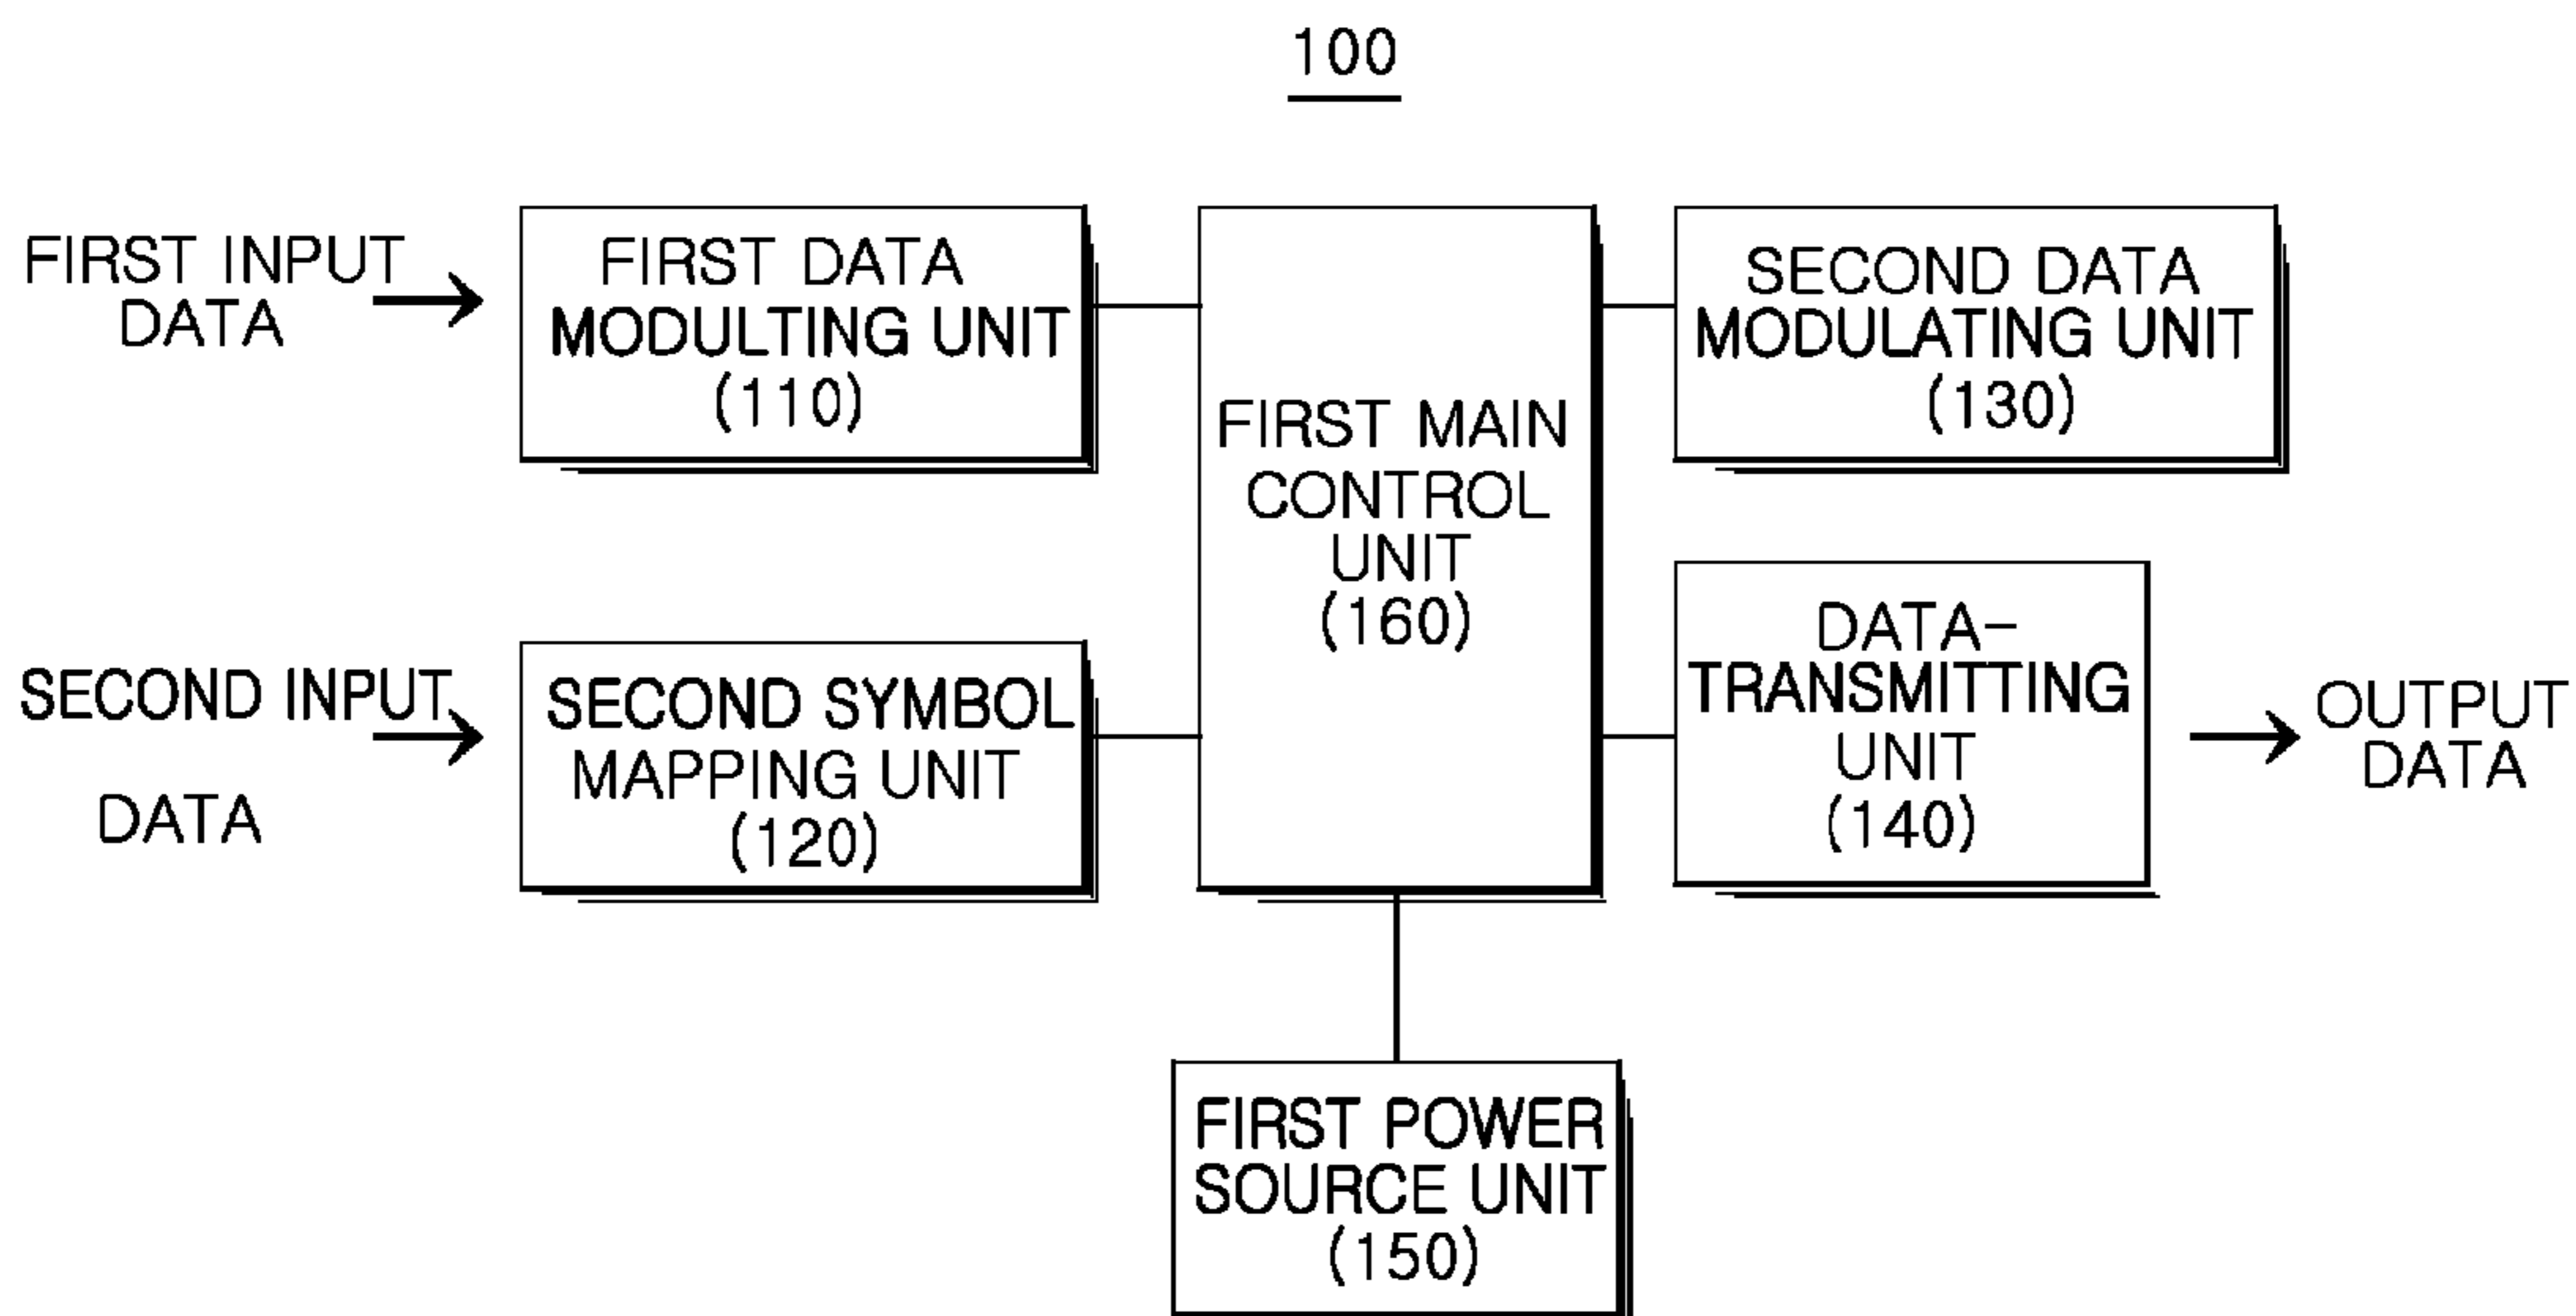 100
FIRST INPUT
DATA
FIRST DATA
MODULTING UNIT
(110)
FIRST MAIN
CONTROL
UNIT
(160)
SECOND DATA
MODULATING UNIT
(130)
SECOND INPUT
DATA
SECOND SYMBOL
MAPPING UNIT
(120)
DATA-
TRANSMITTING
UNIT
(140)
OUTPUT
DATA
FIRST POWER
SOURCE UNIT
(150)